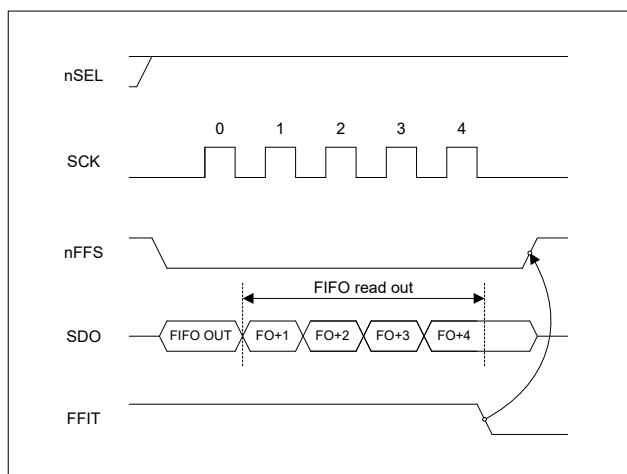 nSEL
0 1 2 3 4
SCK
nFFS
FIFO read out
SDO FIFO OUT FO+1 FO+2 FO+3 FO+4
FFIT